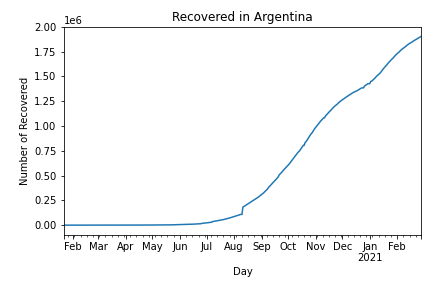 Recovered in Argentina
1e6
2.00
1.75
1.50
1.25
1.00
0.75
0.50
0.25
0.00
Number of Recovered
Feb Mar Apr May Jun Jul Aug Sep Oct Nov Dec Jan Feb
2021
Day